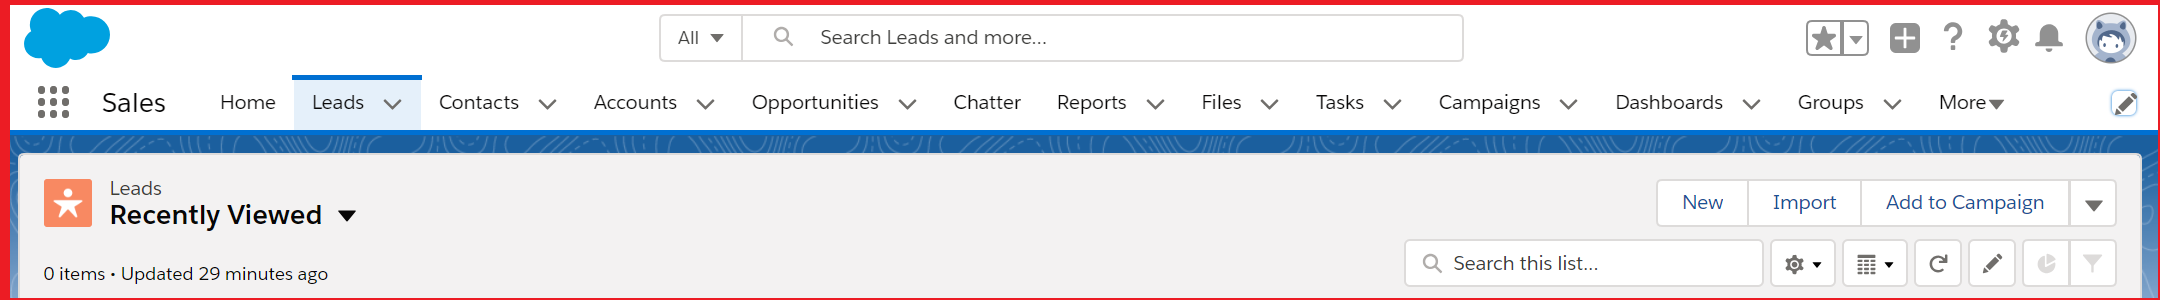 All Search Leads and more...
Sales Home Leads Contacts Accounts Opportunities Chatter Reports Files Tasks Campaigns Dashboards Groups More
Leads
Recently Viewed
New Import Add to Campaign
0 items • Updated 29 minutes ago
Search this list...